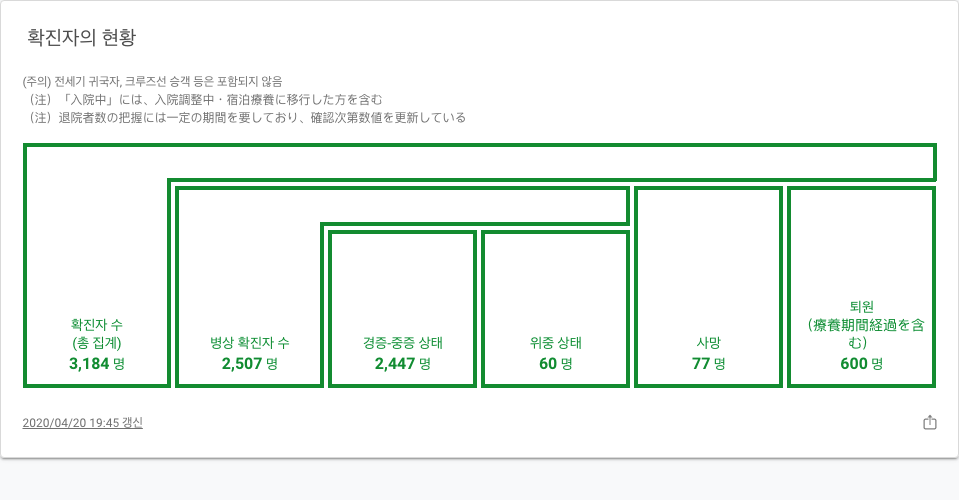 확진자의 현황
(주의) 전세기 귀국자, 크루즈선 승객 등은 포함되지 않음
（注）「入院中」には、入院調整中・宿泊療養に移行した方を含む
（注）退院者数の把握には一定の期間を要しており、確認次第数値を更新している
확진자 수
(총 집계)
3,184 명
병상 확진자 수
2,507 명
경증-중증 상태
2,447 명
위중 상태
60 명
사망
77 명
퇴원
（療養期間経過を含
む）
600 명
2020/04/20 19:45 갱신